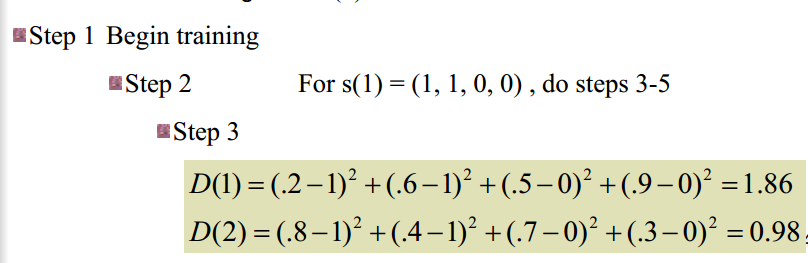 Step 1 Begin training
Step 2 For s(1) = (1, 1, 0, 0) , do steps 3-5
Step 3
D(1) = (.2 − 1)² + (.6 − 1)² + (.5 − 0)² + (.9 − 0)² = 1.86
D(2) = (.8 − 1)² + (.4 − 1)² + (.7 − 0)² + (.3 − 0)² = 0.98